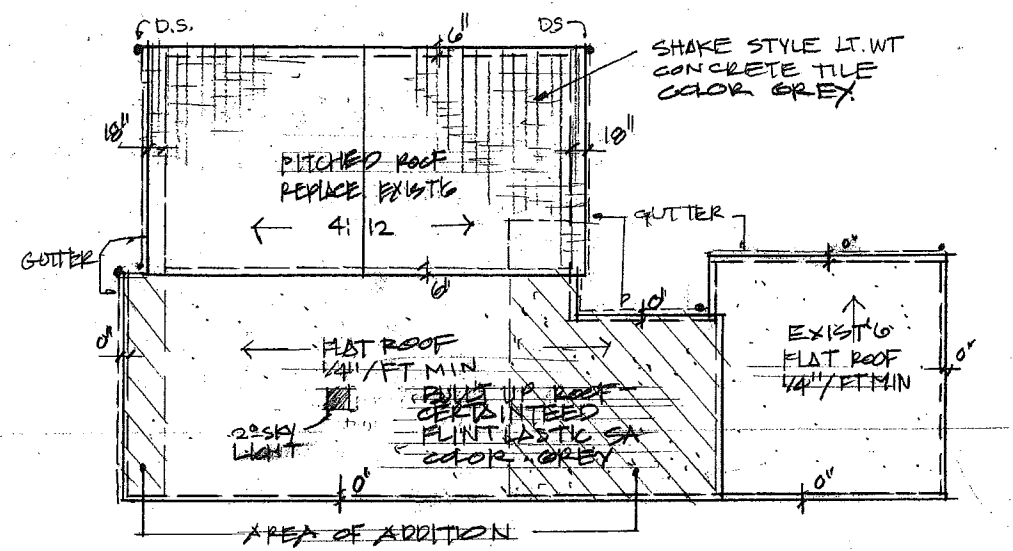 D.S.
DS
6"
SHAKE STYLE LT. WT
CONCRETE TILE
COLOR GREY
18"
18"
PITCHED ROOF
REPLACE EXIST'G
4:12
GUTTER
GUTTER
6"
0"
0"
0"
FLAT ROOF
1/4"/FT MIN
EXIST'G
FLAT ROOF
1/4"/FT MIN
0"
BUILT UP ROOF
CERTAINTEED
FLINTLASTIC SA
COLOR GREY
2° SKY
LIGHT
0"
0"
AREA OF ADDITION